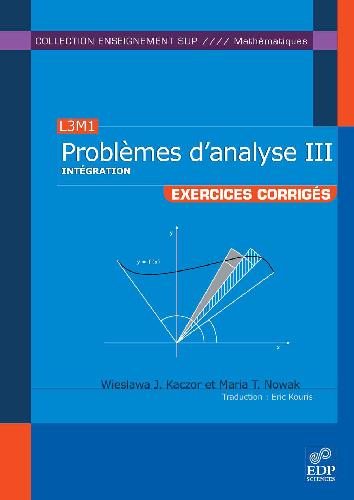 COLLECTION ENSEIGNEMENT SUP //// Mathématiques
L3M1
Problèmes d'analyse III
INTÉGRATION
EXERCICES CORRIGÉS
y
y = f(x)
x
Wieslawa J. Kaczor et Maria T. Nowak
Traduction : Eric Kouris
EDP
SCIENCES